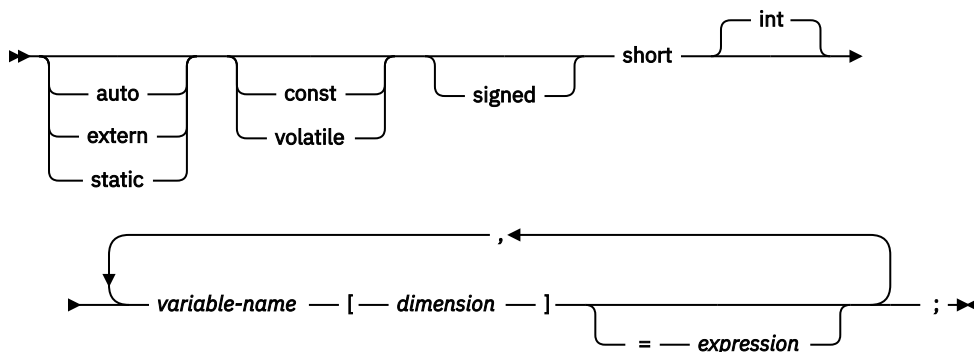 int
short
auto const signed
extern volatile
static
,
variable-name [ dimension ] ;
= expression